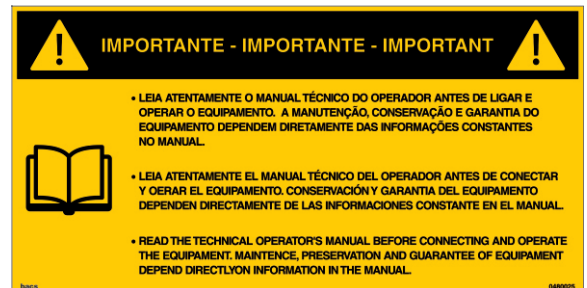 IMPORTANTE - IMPORTANTE - IMPORTANT
• LEIA ATENTAMENTE O MANUAL TÉCNICO DO OPERADOR ANTES DE LIGAR E
OPERAR O EQUIPAMENTO. A MANUTENÇÃO, CONSERVAÇÃO E GARANTIA DO
EQUIPAMENTO DEPENDEM DIRETAMENTE DAS INFORMAÇÕES CONSTANTES
NO MANUAL.
• LEIA ATENTAMENTE EL MANUAL TÉCNICO DEL OPERADOR ANTES DE CONECTAR
Y OERAR EL EQUIPAMENTO. CONSERVACIÓN Y GARANTIA DEL EQUIPAMENTO
DEPENDEN DIRECTAMENTE DE LAS INFORMACIONES CONSTANTE EN EL MANUAL.
• READ THE TECHNICAL OPERATOR'S MANUAL BEFORE CONNECTING AND OPERATE
THE EQUIPAMENT. MAINTENCE, PRESERVATION AND GUARANTEE OF EQUIPAMENT
DEPEND DIRECTLYON INFORMATION IN THE MANUAL.
bacs
0480025